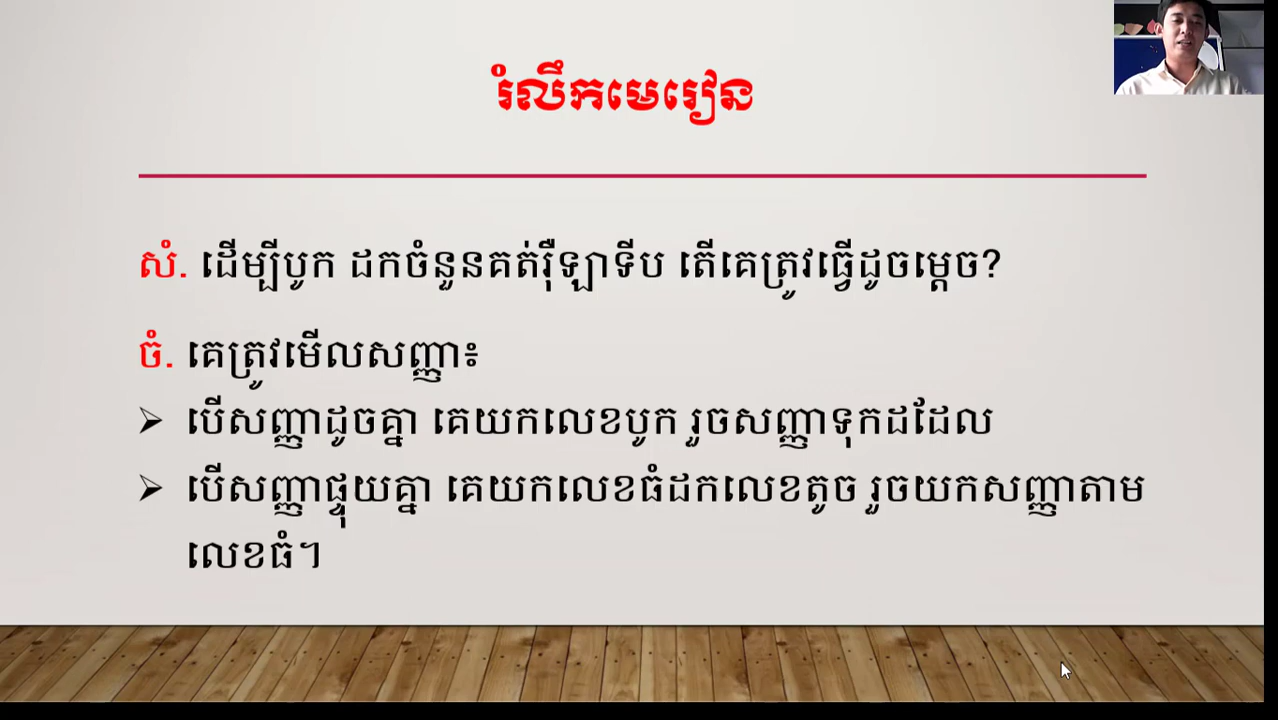 រំលឹកមេរៀន
សំ. ដើម្បីបូក ដកចំនួនគត់រ៉ឺឡាទីប តើគេត្រូវធ្វើដូចម្ដេច?
ចំ. គេត្រូវមើលសញ្ញា៖
➢ បើសញ្ញាដូចគ្នា គេយកលេខបូក រួចសញ្ញាទុកដដែល
➢ បើសញ្ញាផ្ទុយគ្នា គេយកលេខធំដកលេខតូច រួចយកសញ្ញាតាម
លេខធំ។